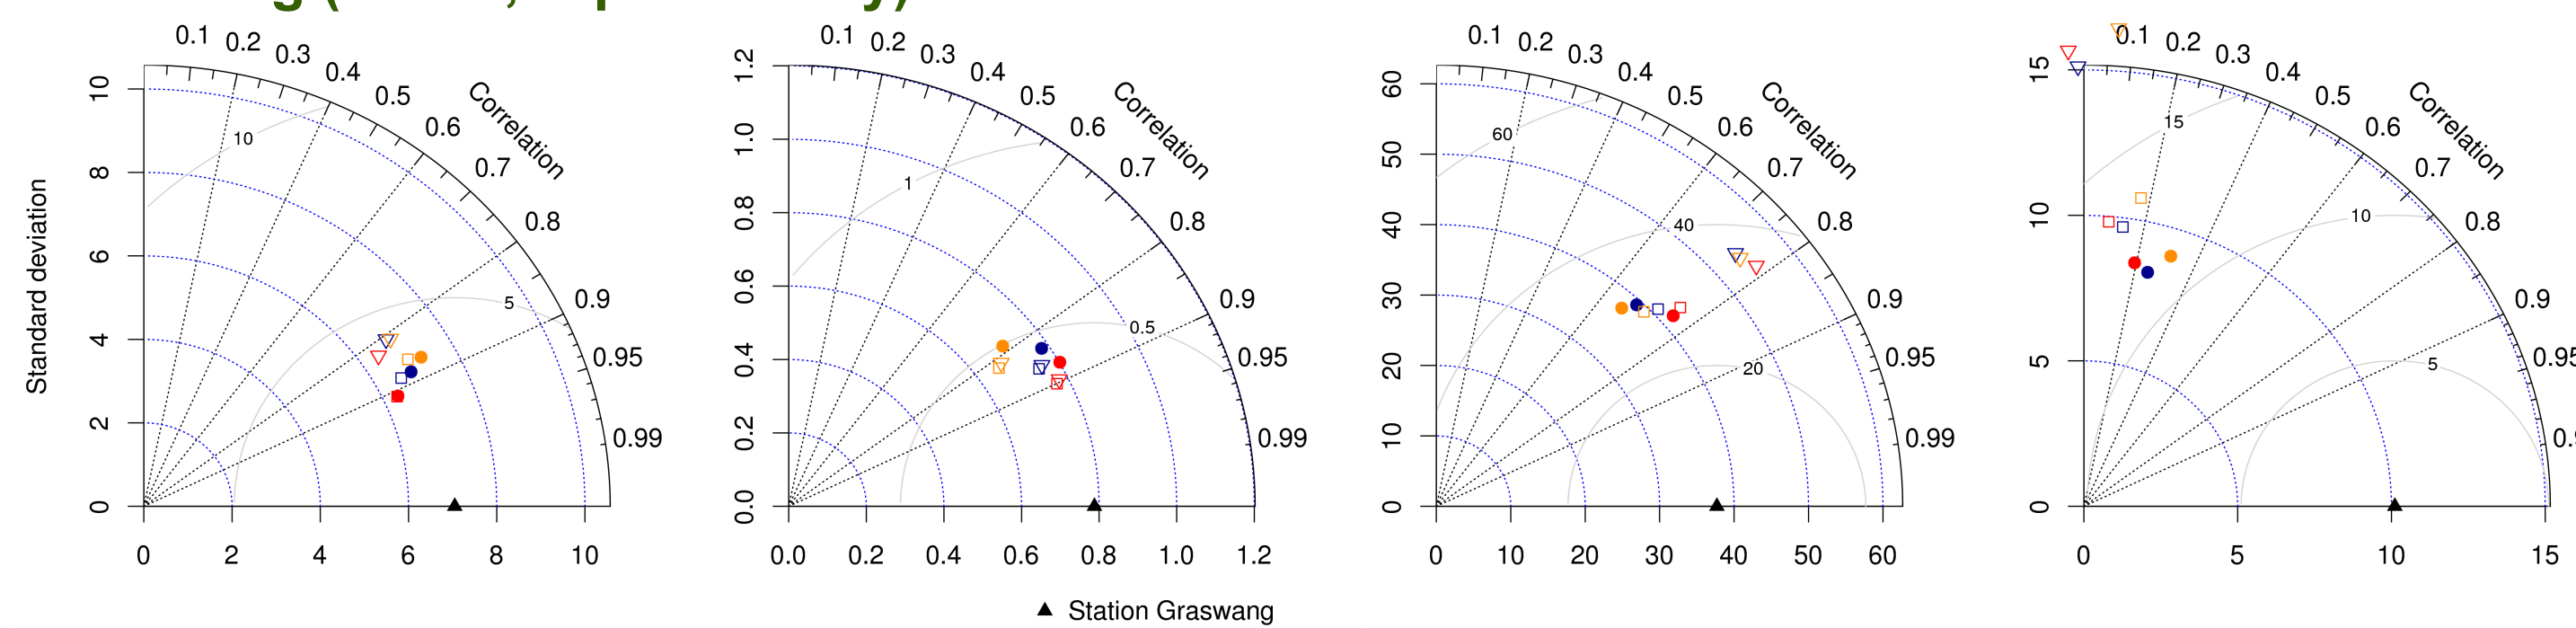 0.1 0.2 0.3 0.4 0.5 0.6 0.7 0.8 0.9 0.95 0.99
Correlation
Standard deviation
10 8 6 4 2 0
10 5
0 2 4 6 8 10
0.1 0.2 0.3 0.4 0.5 0.6 0.7 0.8 0.9 0.95 0.99
Correlation
1.2 1.0 0.8 0.6 0.4 0.2 0.0
1 0.5
0.0 0.2 0.4 0.6 0.8 1.0 1.2
0.1 0.2 0.3 0.4 0.5 0.6 0.7 0.8 0.9 0.95 0.99
Correlation
60 50 40 30 20 10 0
60 40 20
0 10 20 30 40 50 60
0.1 0.2 0.3 0.4 0.5 0.6 0.7 0.8 0.9 0.95
Correlation
15 10 5 0
15 10 5
0 5 10 15
Station Graswang